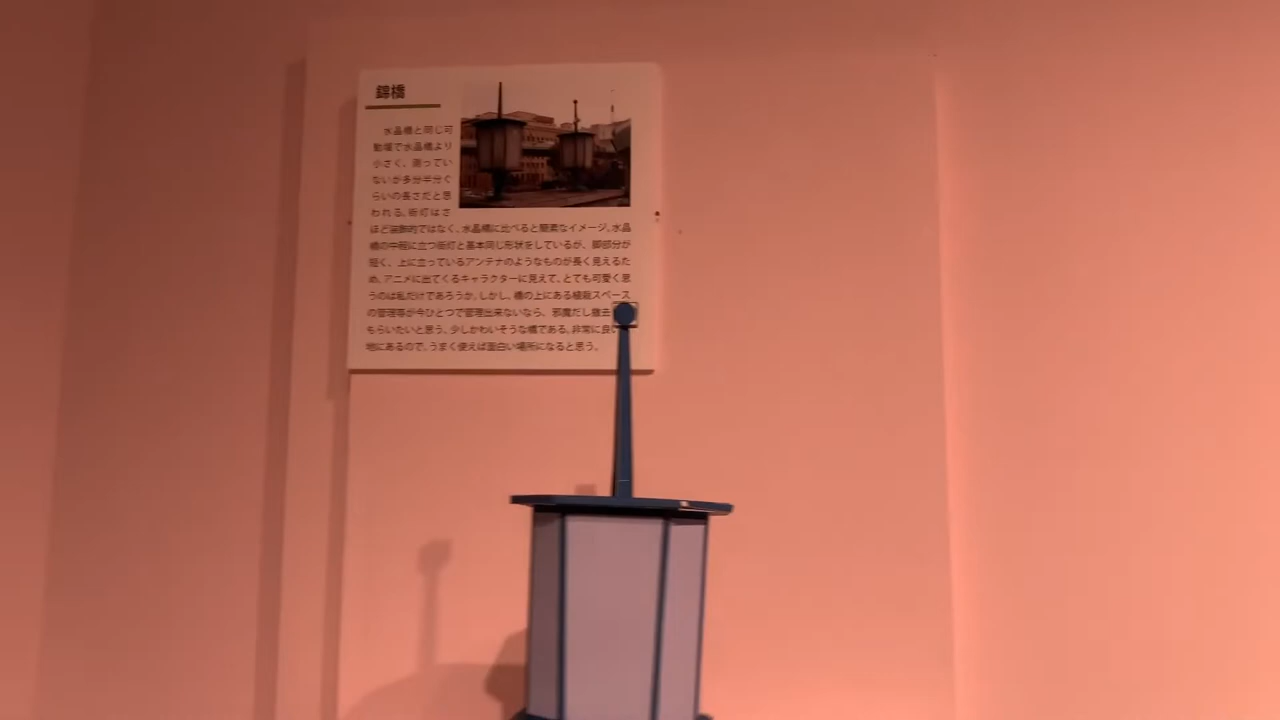 錦橋
水晶橋と同じ可
動堰で水晶橋より
小さく、測ってい
ないが多分半分ぐ
らいの長さだと思
われる。街灯はさ
ほど装飾的ではなく、水晶橋に比べると簡素なイメージ。水晶
橋の中程に立つ街灯と基本同じ形状をしているが、脚部分が
短く、上に立っているアンテナのようなものが長く見えるた
め、アニメに出てくるキャラクターに見えて、とても可愛く思
うのは私だけであろうか。しかし、橋の上にある植栽スペース
の管理等が今ひとつで管理出来ないなら、邪魔だし撤去
もらいたいと思う、少しかわいそうな橋である。非常に良い
地にあるので、うまく使えば面白い場所になると思う。